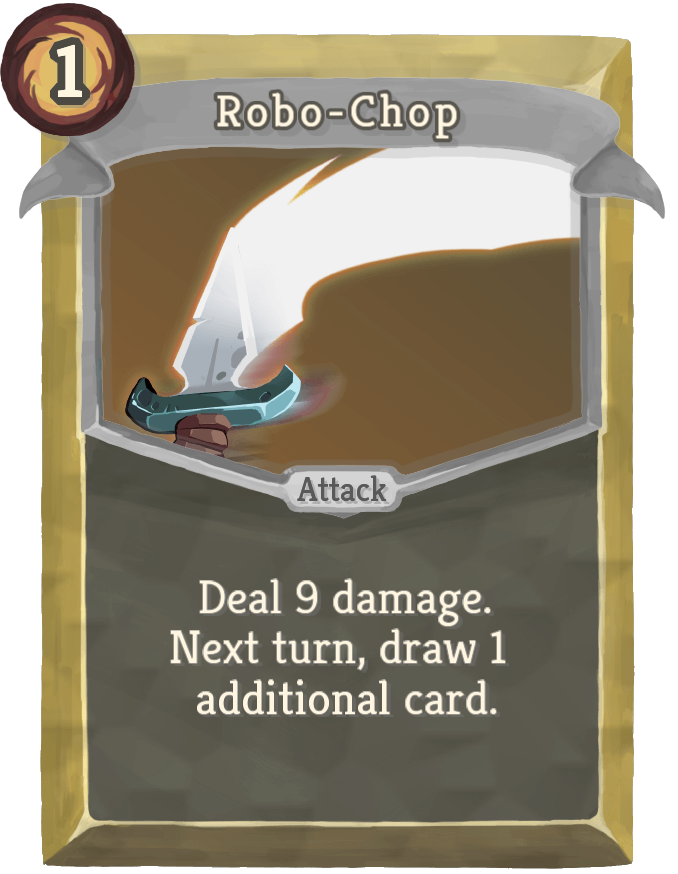 1
Robo-Chop
Attack
Deal 9 damage.
Next turn, draw 1
additional card.